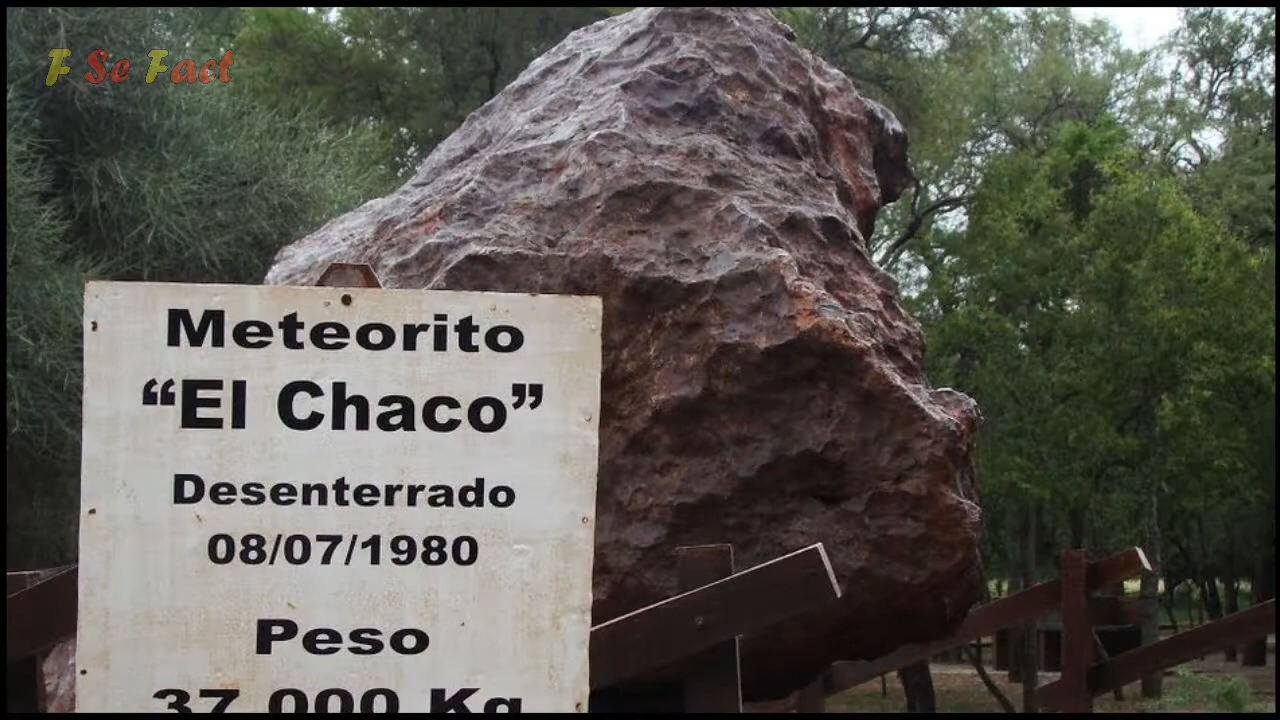 F Se Fact
Meteorito
“El Chaco”
Desenterrado
08/07/1980
Peso
37.000 Kg